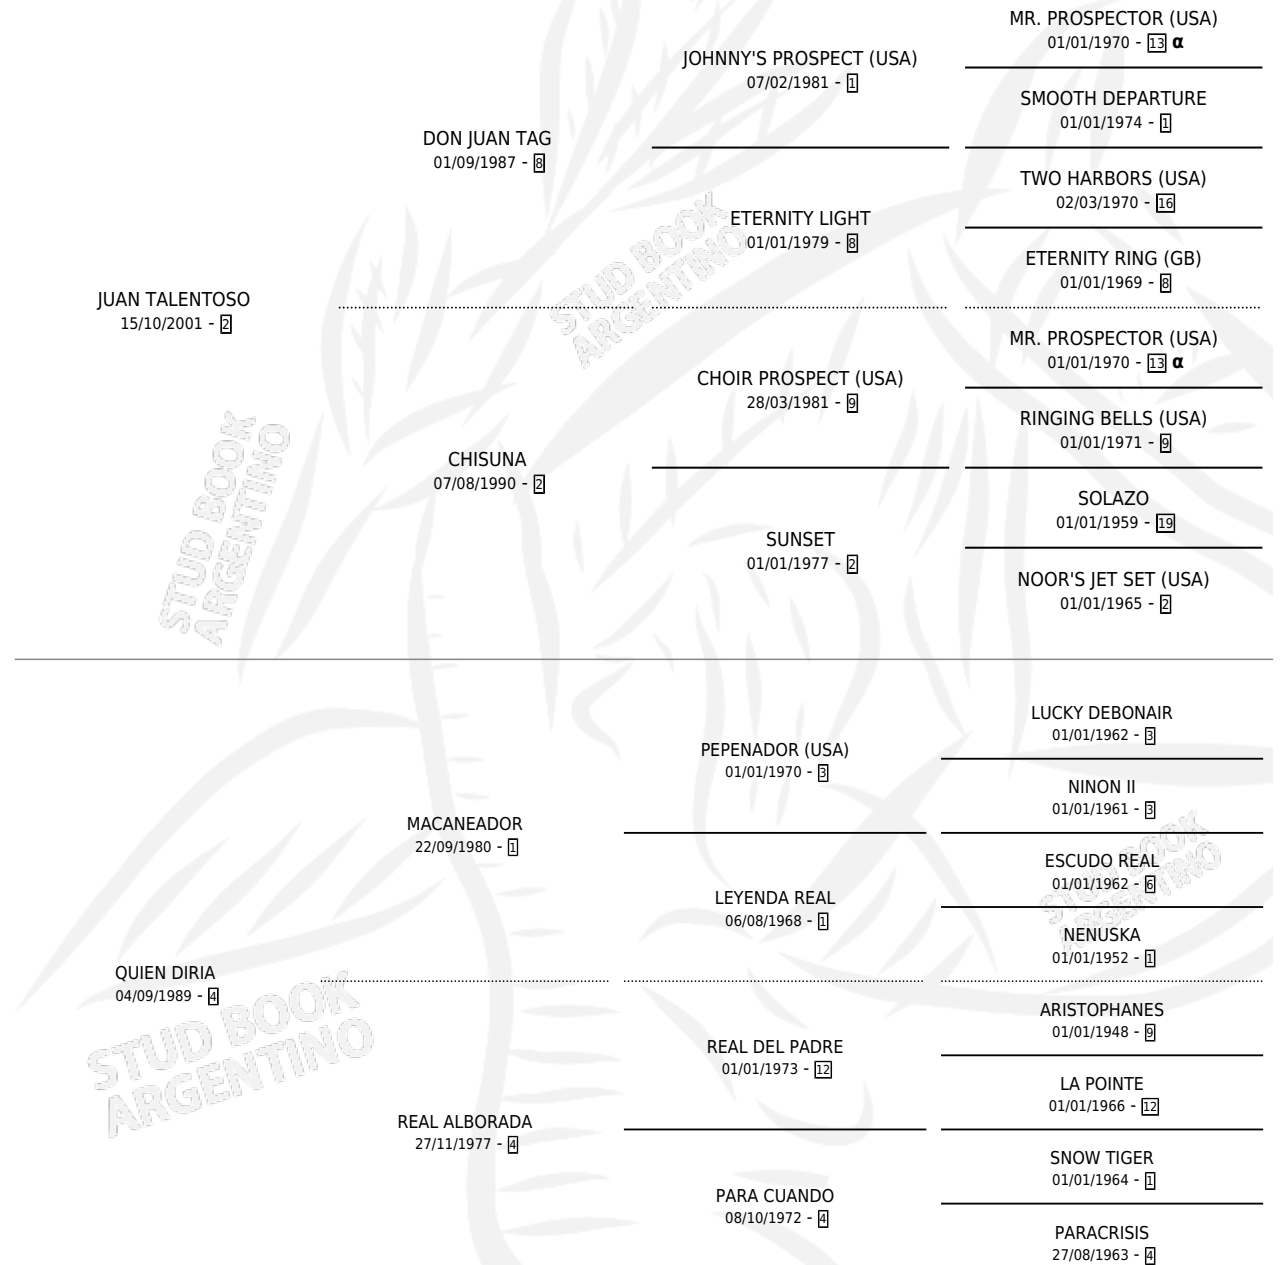 MR. PROSPECTOR (USA)
01/01/1970 - 13 α
JOHNNY'S PROSPECT (USA)
07/02/1981 - 1
SMOOTH DEPARTURE
01/01/1974 - 1
DON JUAN TAG
01/09/1987 - 8
TWO HARBORS (USA)
02/03/1970 - 16
ETERNITY LIGHT
01/01/1979 - 8
ETERNITY RING (GB)
01/01/1969 - 8
JUAN TALENTOSO
15/10/2001 - 2
STUD BOOK
ARGENTINO
MR. PROSPECTOR (USA)
01/01/1970 - 13 α
CHOIR PROSPECT (USA)
28/03/1981 - 9
RINGING BELLS (USA)
01/01/1971 - 9
CHISUNA
07/08/1990 - 2
SOLAZO
01/01/1959 - 19
SUNSET
01/01/1977 - 2
NOOR'S JET SET (USA)
01/01/1965 - 2
STUD BOOK
ARGENTINO
LUCKY DEBONAIR
01/01/1962 - 3
PEPENADOR (USA)
01/01/1970 - 3
NINON II
01/01/1961 - 3
MACANEADOR
22/09/1980 - 1
ESCUDO REAL
01/01/1962 - 6
LEYENDA REAL
06/08/1968 - 1
NENUSKA
01/01/1952 - 1
STUD BOOK
ARGENTINO
QUIEN DIRIA
04/09/1989 - 4
ARISTOPHANES
01/01/1948 - 9
REAL DEL PADRE
01/01/1973 - 12
LA POINTE
01/01/1966 - 12
STUD BOOK
ARGENTINO
REAL ALBORADA
27/11/1977 - 4
SNOW TIGER
01/01/1964 - 1
PARA CUANDO
08/10/1972 - 4
PARACRISIS
27/08/1963 - 4